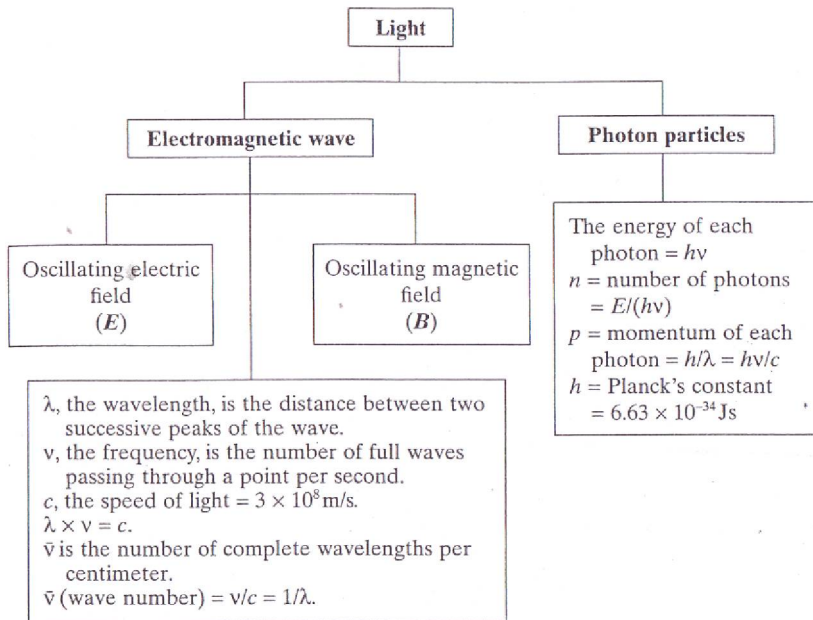 Light
Electromagnetic wave
Photon particles
Oscillating electric
field
(E)
Oscillating magnetic
field
(B)
The energy of each
photon = hν
n = number of photons
= E/(hν)
p = momentum of each
photon = h/λ = hν/c
h = Planck's constant
= 6.63 × 10⁻³⁴ Js
λ, the wavelength, is the distance between two
successive peaks of the wave.
ν, the frequency, is the number of full waves
passing through a point per second.
c, the speed of light = 3 × 10⁸ m/s.
λ × ν = c.
ν̄ is the number of complete wavelengths per
centimeter.
ν̄ (wave number) = ν/c = 1/λ.